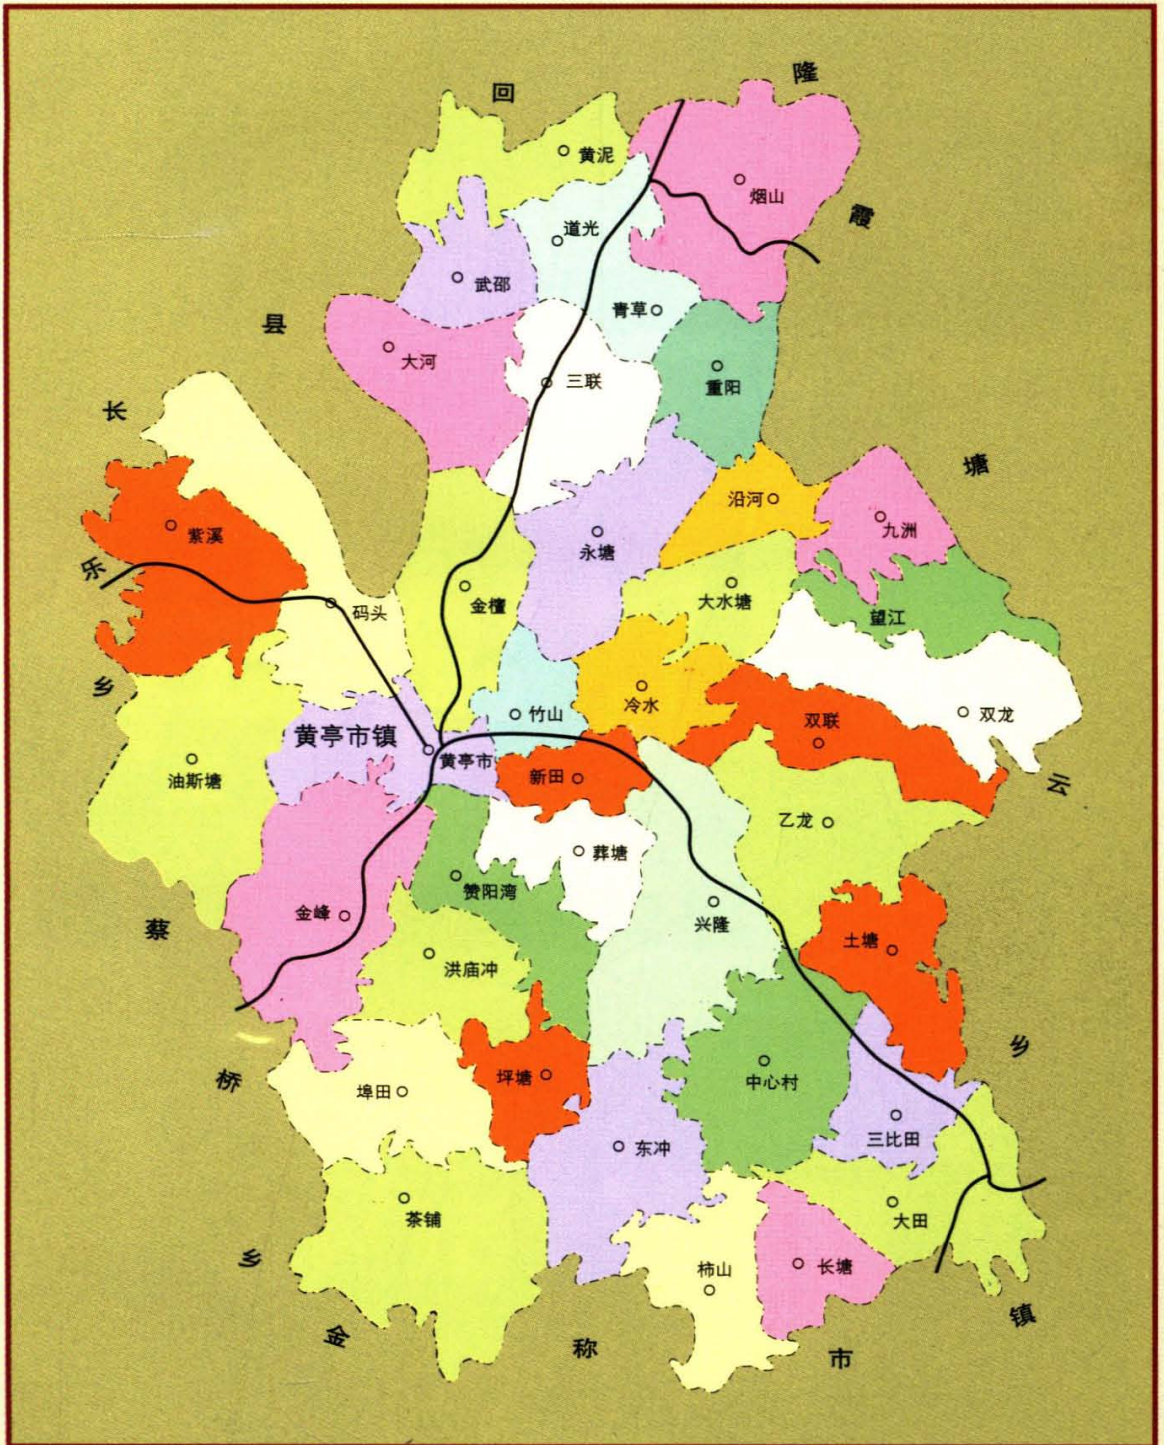 隆
回
黄泥
烟山
霞
道光
武邵
青草
县
大河
三联
重阳
长
塘
沿河
九洲
紫溪
永塘
乐
大水塘
金檀
码头
望江
乡
冷水
竹山
双联
双龙
黄亭市镇
黄亭市
油斯塘
新田
云
乙龙
葬塘
赞阳湾
金峰
兴隆
蔡
土塘
洪庙冲
乡
桥
坪塘
中心村
埠田
三比田
东冲
茶铺
大田
乡
柿山
长塘
镇
金
称
市